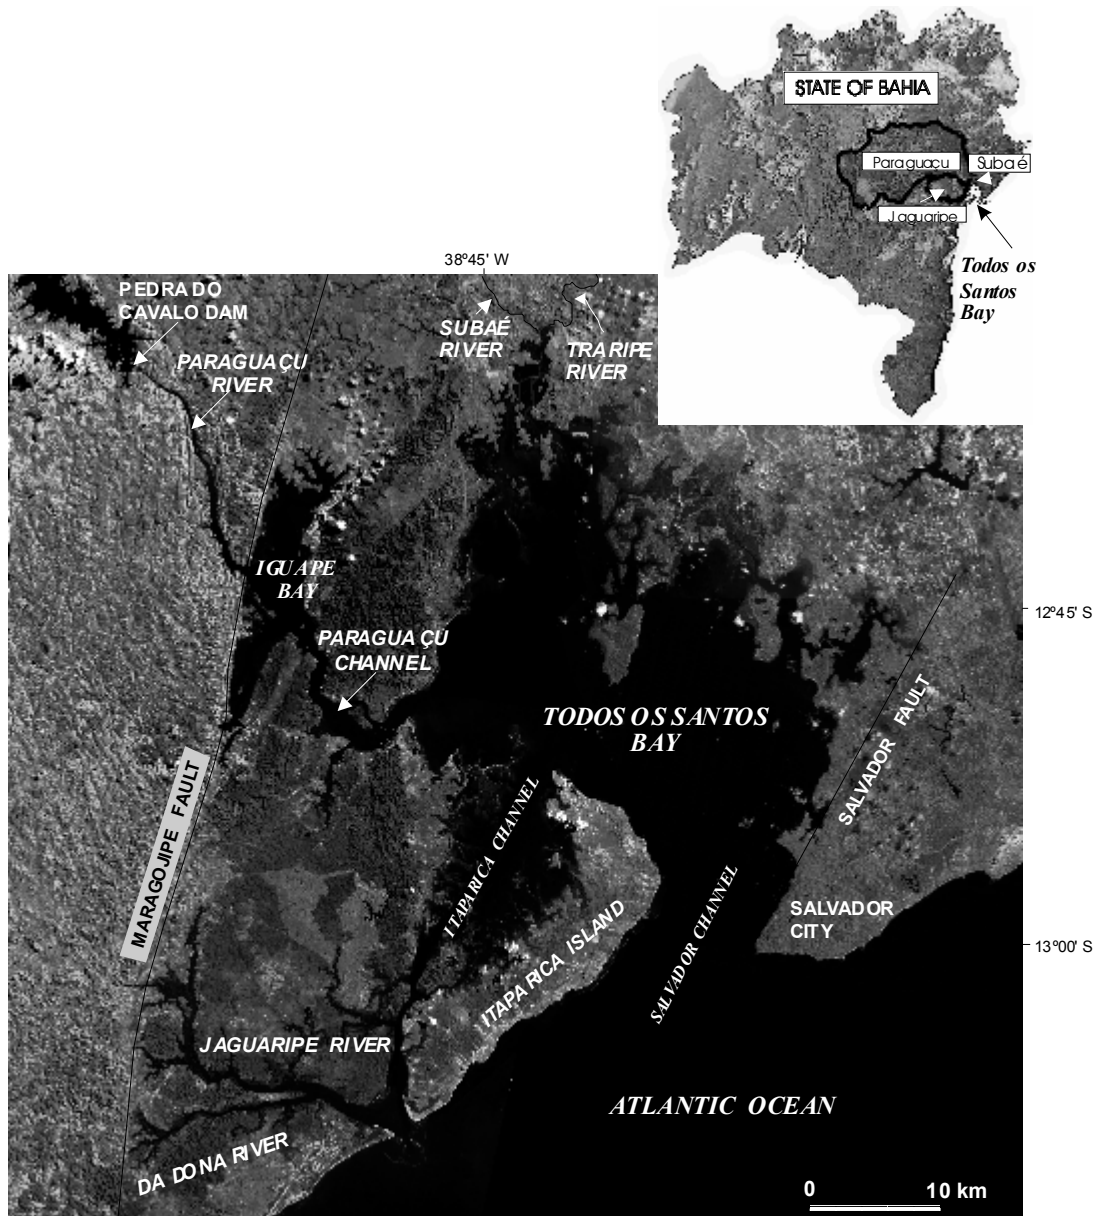 STATE OF BAHIA
Paraguaçu
Subaé
Jaguaripe
Todos os
Santos
Bay
38º45' W
PEDRA DO
CAVALO DAM
PARAGUAÇU
RIVER
SUBAÉ
RIVER
TRARIPE
RIVER
IGUAPE
BAY
12º45' S
PARAGUAÇU
CHANNEL
TODOS OS SANTOS
BAY
SALVADOR FAULT
MARAGOJIPE FAULT
ITAPARICA CHANNEL
SALVADOR CHANNEL
ITAPARICA ISLAND
SALVADOR
CITY
13º00' S
JAGUARIPE RIVER
ATLANTIC OCEAN
DA DONA RIVER
0 10 km